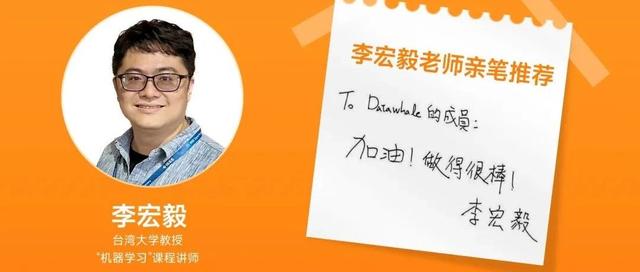 李宏毅
台湾大学教授
“机器学习”课程讲师
李宏毅老师亲笔推荐
To Datawhale 的成員:
加油! 做得很棒!
李宏毅